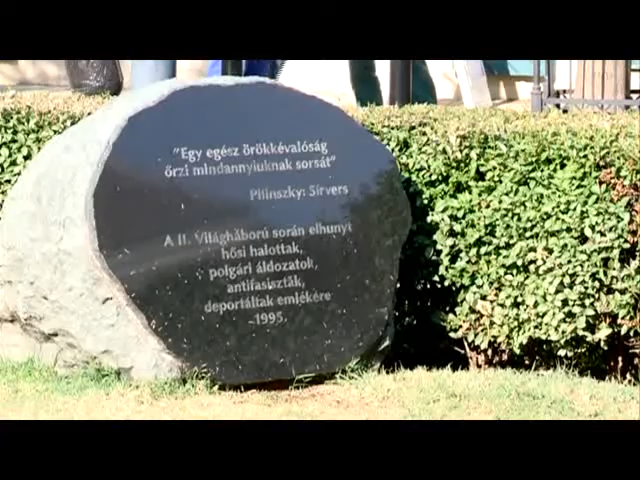 "Egy egész örökkévalóság
őrzi mindannyiuknak sorsát"
Pilinszky: Sírvers
A II. Világháború során elhunyt
hősi halottak,
polgári áldozatok,
antifasiszták,
deportáltak emlékére
-1995.